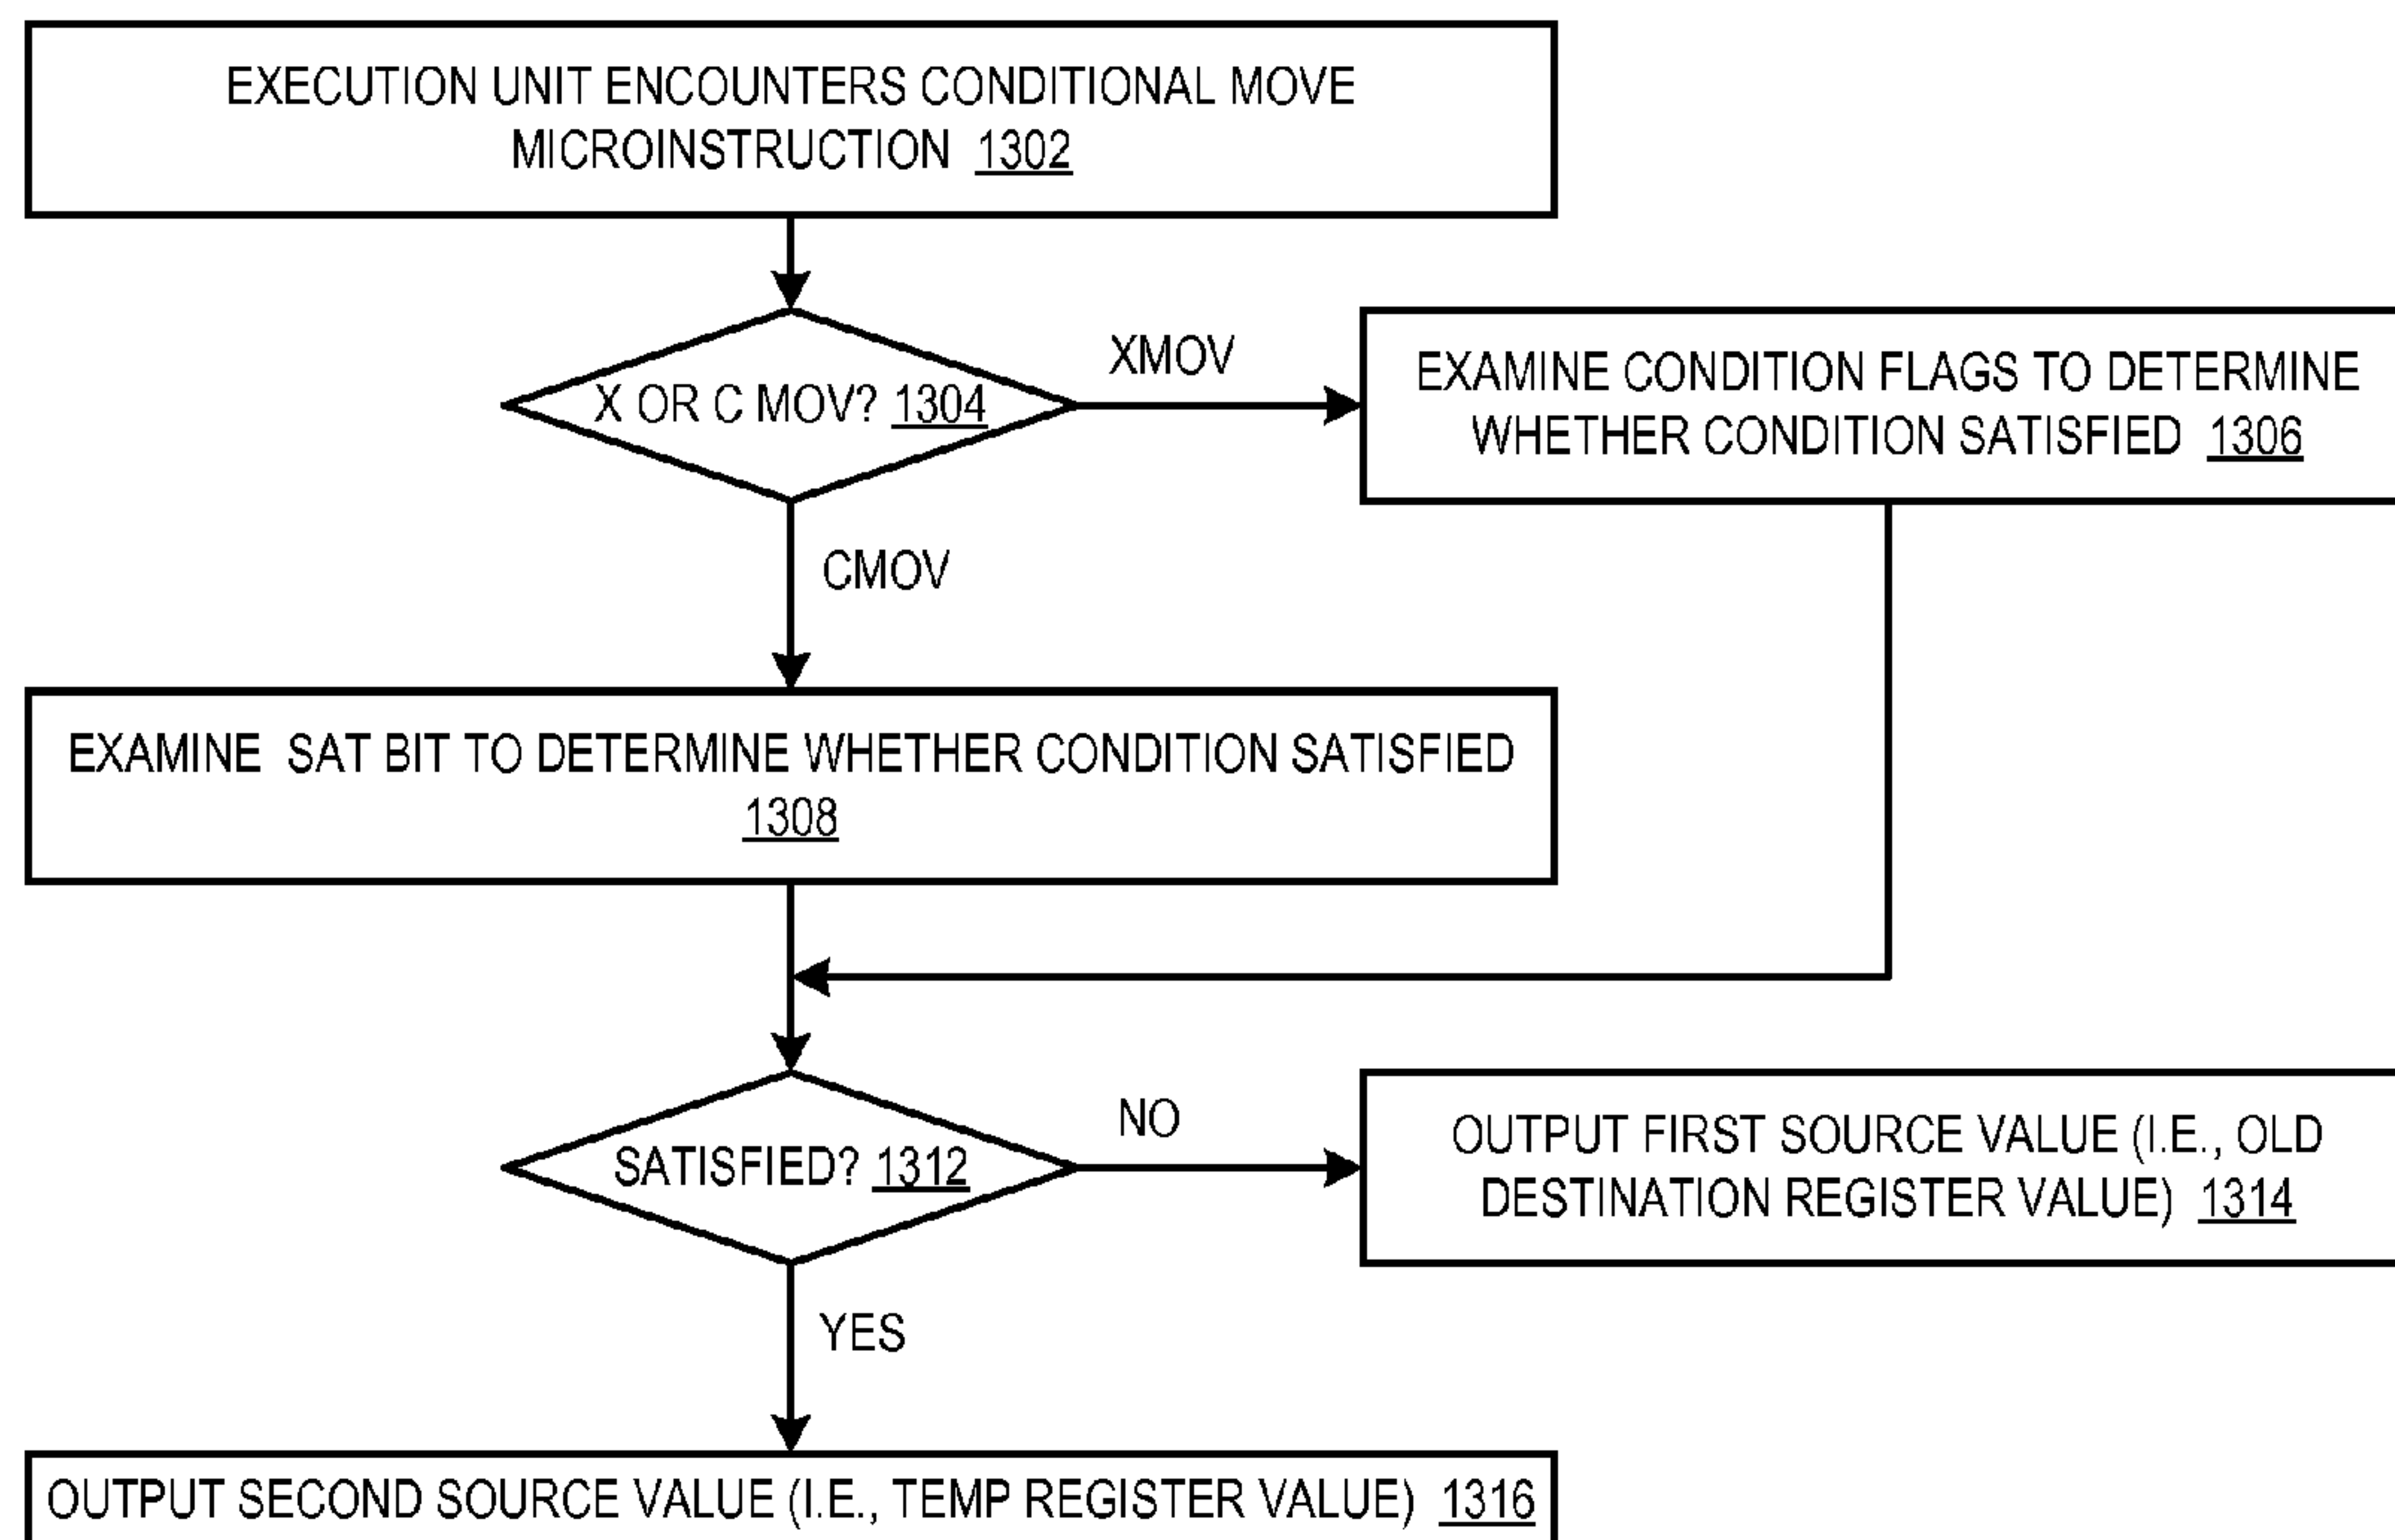 EXECUTION UNIT ENCOUNTERS CONDITIONAL MOVE
MICROINSTRUCTION 1302
X OR C MOV? 1304
XMOV
EXAMINE CONDITION FLAGS TO DETERMINE
WHETHER CONDITION SATISFIED 1306
CMOV
EXAMINE SAT BIT TO DETERMINE WHETHER CONDITION SATISFIED
1308
SATISFIED? 1312
NO
OUTPUT FIRST SOURCE VALUE (I.E., OLD
DESTINATION REGISTER VALUE) 1314
YES
OUTPUT SECOND SOURCE VALUE (I.E., TEMP REGISTER VALUE) 1316